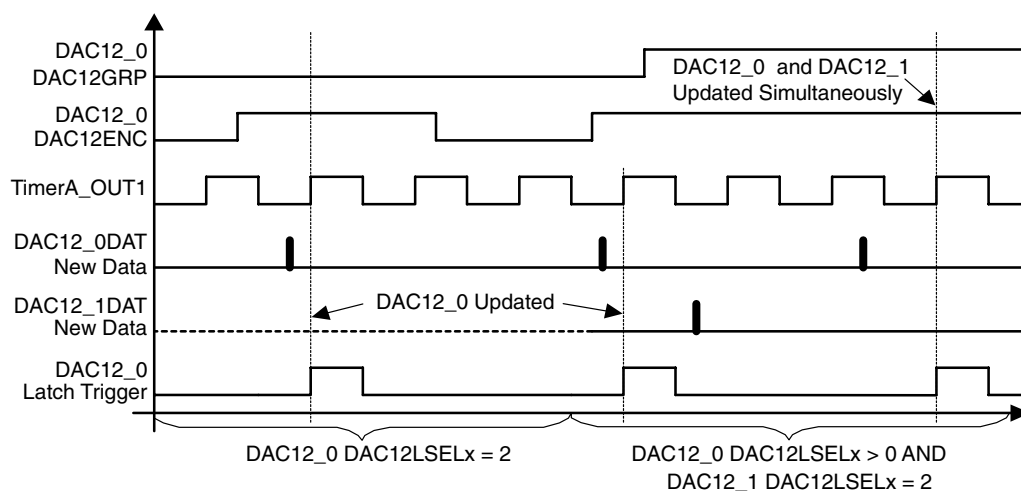 DAC12_0
DAC12GRP
DAC12_0 and DAC12_1
Updated Simultaneously
DAC12_0
DAC12ENC
TimerA_OUT1
DAC12_0DAT
New Data
DAC12_1DAT
New Data
DAC12_0 Updated
DAC12_0
Latch Trigger
DAC12_0 DAC12LSELx = 2
DAC12_0 DAC12LSELx > 0 AND
DAC12_1 DAC12LSELx = 2